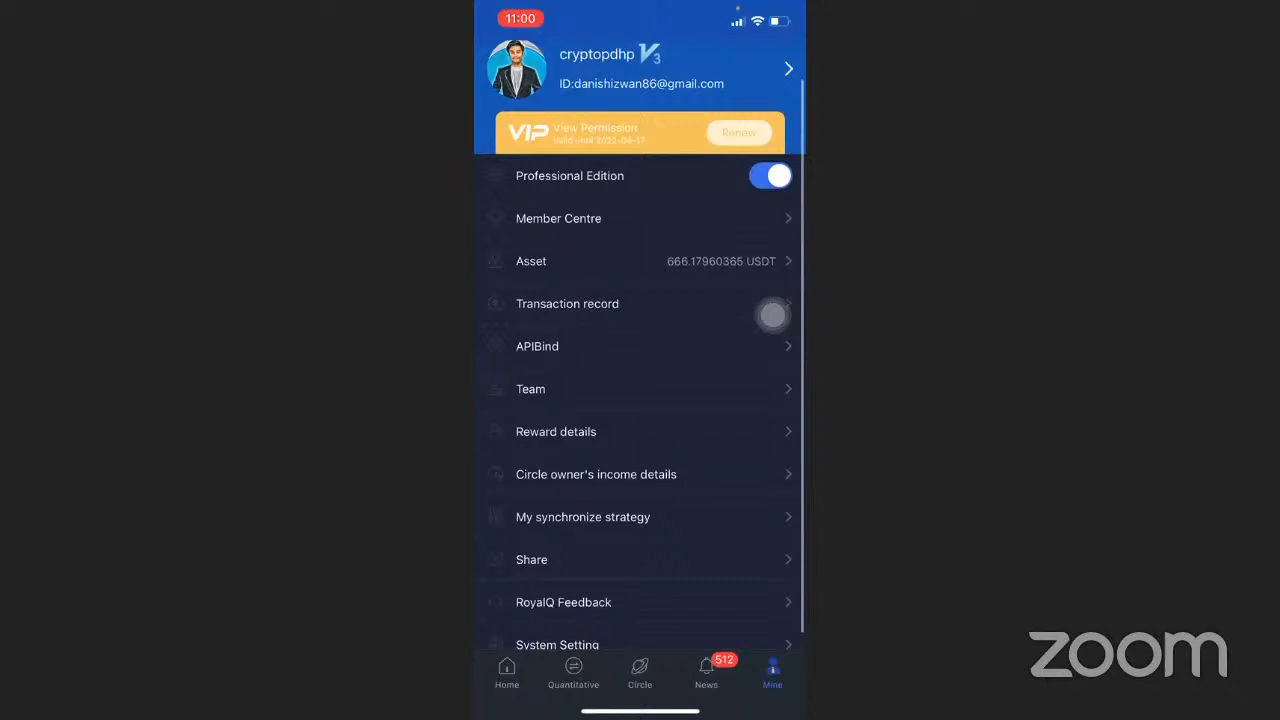 11:00
cryptopdhp V3
ID:danishizwan86@gmail.com
VIP View Permission
Valid until 2022-04-17
Renew
Professional Edition
Member Centre
Asset 666.17960365 USDT
Transaction record
APIBind
Team
Reward details
Circle owner's income details
My synchronize strategy
Share
RoyalQ Feedback
System Setting
512
Home Quantitative Circle News Mine
zoom